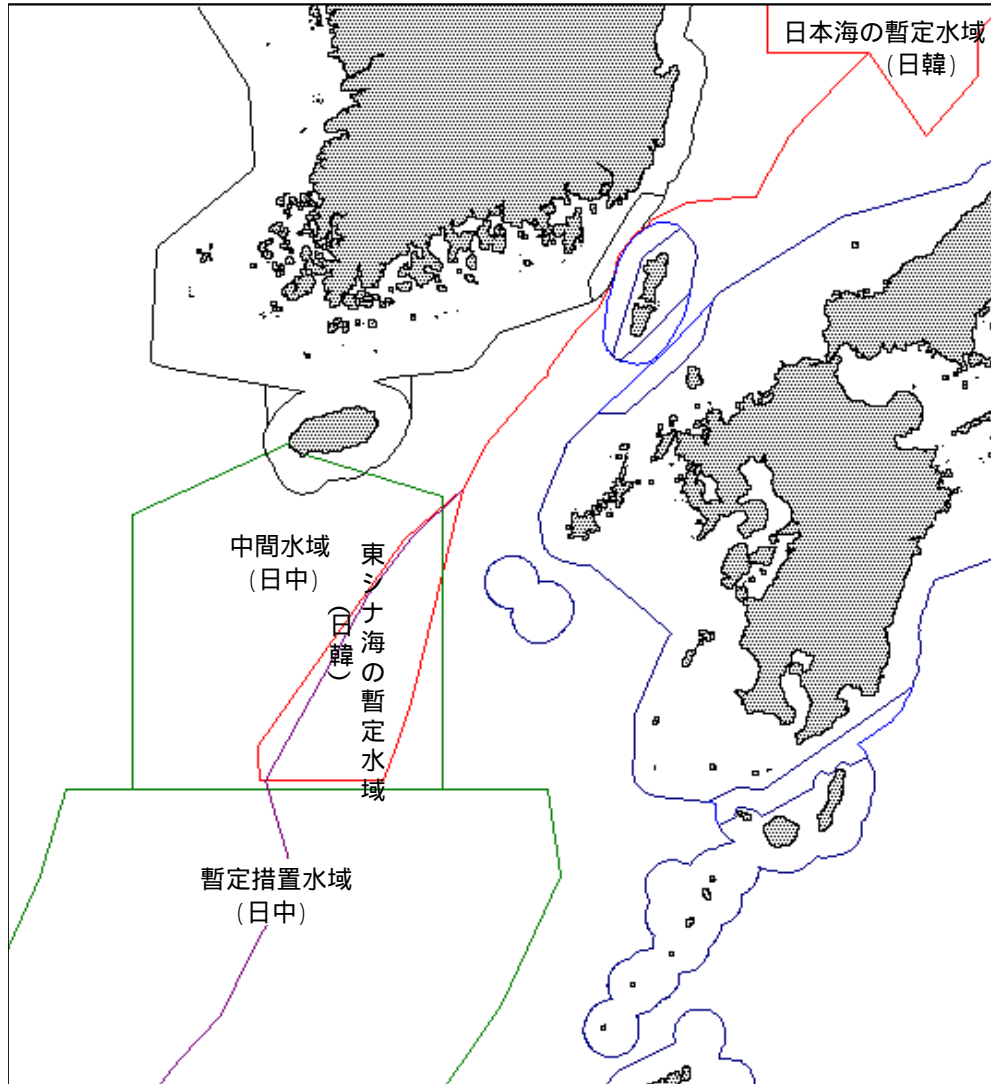 日本海の暫定水域
(日韓)
中間水域
(日中)
東シナ海の暫定水域
(日韓)
暫定措置水域
(日中)